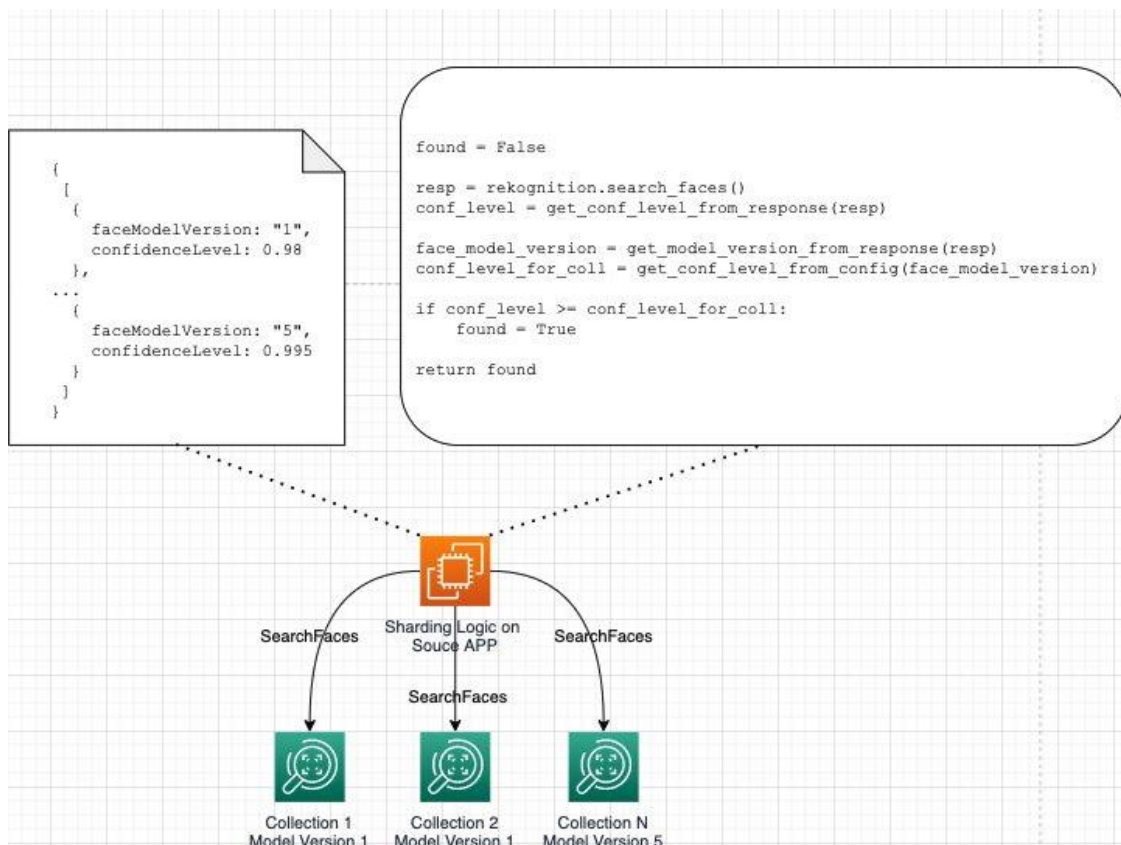 {
[
{
faceModelVersion: "1",
confidenceLevel: 0.98
},
...
{
faceModelVersion: "5",
confidenceLevel: 0.995
}
]
}
found = False
resp = rekognition.search_faces()
conf_level = get_conf_level_from_response(resp)
face_model_version = get_model_version_from_response(resp)
conf_level_for_coll = get_conf_level_from_config(face_model_version)
if conf_level >= conf_level_for_coll:
found = True
return found
Sharding Logic on
Souce APP
SearchFaces
SearchFaces
SearchFaces
Collection 1
Model Version 1
Collection 2
Model Version 1
Collection N
Model Version 5